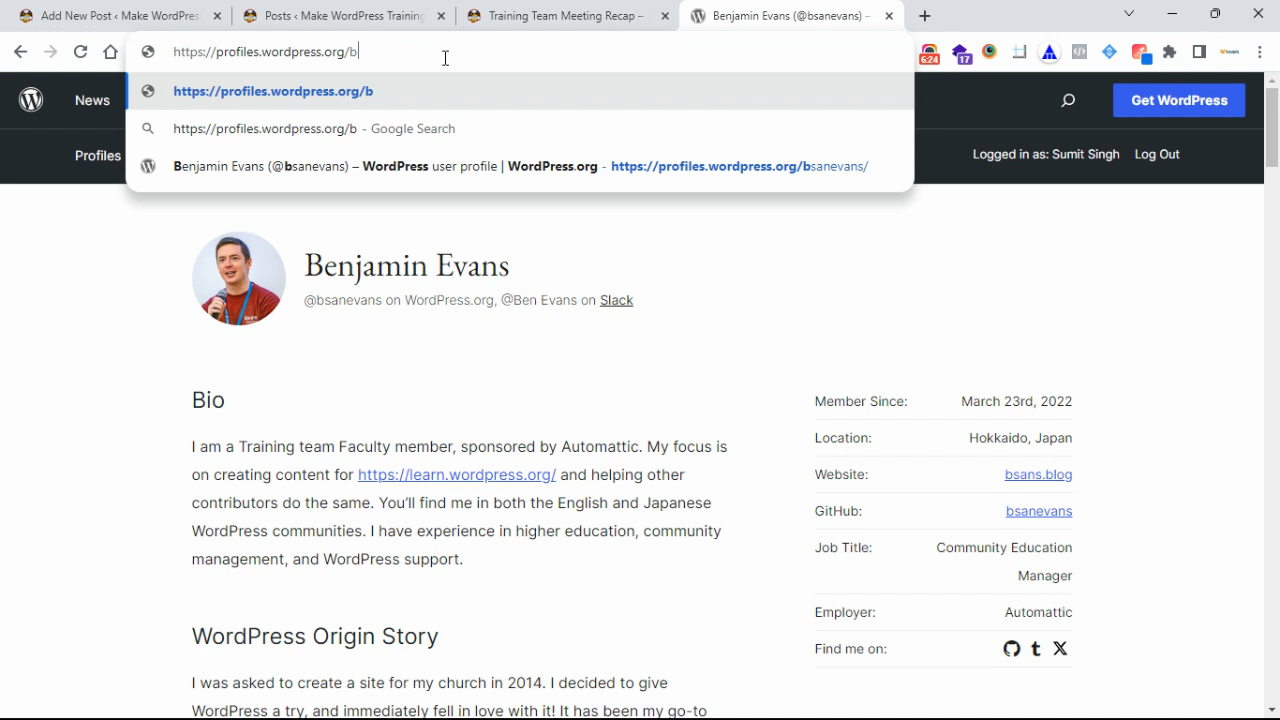 Add New Post ‹ Make WordPres
Posts ‹ Make WordPress Training
Training Team Meeting Recap –
Benjamin Evans (@bsanevans) –
https://profiles.wordpress.org/b
6:24
17
https://profiles.wordpress.org/b
https://profiles.wordpress.org/b - Google Search
Benjamin Evans (@bsanevans) – WordPress user profile | WordPress.org - https://profiles.wordpress.org/bsanevans/
News
Get WordPress
Profiles
Logged in as: Sumit Singh
Log Out
Benjamin Evans
@bsanevans on WordPress.org, @Ben Evans on Slack
Bio
I am a Training team Faculty member, sponsored by Automattic. My focus is
on creating content for https://learn.wordpress.org/ and helping other
contributors do the same. You’ll find me in both the English and Japanese
WordPress communities. I have experience in higher education, community
management, and WordPress support.
WordPress Origin Story
I was asked to create a site for my church in 2014. I decided to give
WordPress a try, and immediately fell in love with it! It has been my go-to
Member Since: March 23rd, 2022
Location: Hokkaido, Japan
Website: bsans.blog
GitHub: bsanevans
Job Title: Community Education
Manager
Employer: Automattic
Find me on: